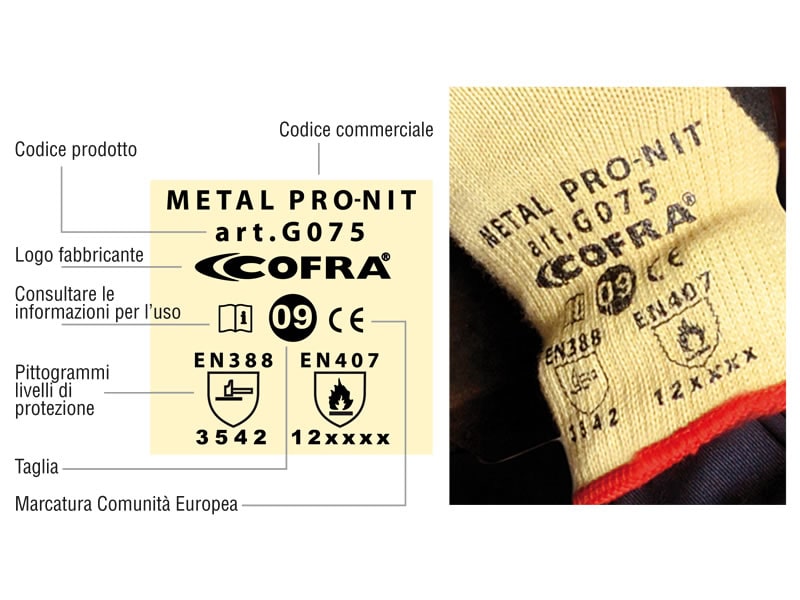 Codice commerciale
Codice prodotto
METAL PRO-NIT
art.G075
Logo fabbricante
COFRA®
Consultare le
informazioni per l'uso
i 09 CE
EN388 EN407
Pittogrammi
livelli di
protezione
3542 12xxxx
Taglia
Marcatura Comunità Europea
METAL PRO-NIT
art.G075
COFRA®
09 CE
EN388 EN407
3542 12xxxx